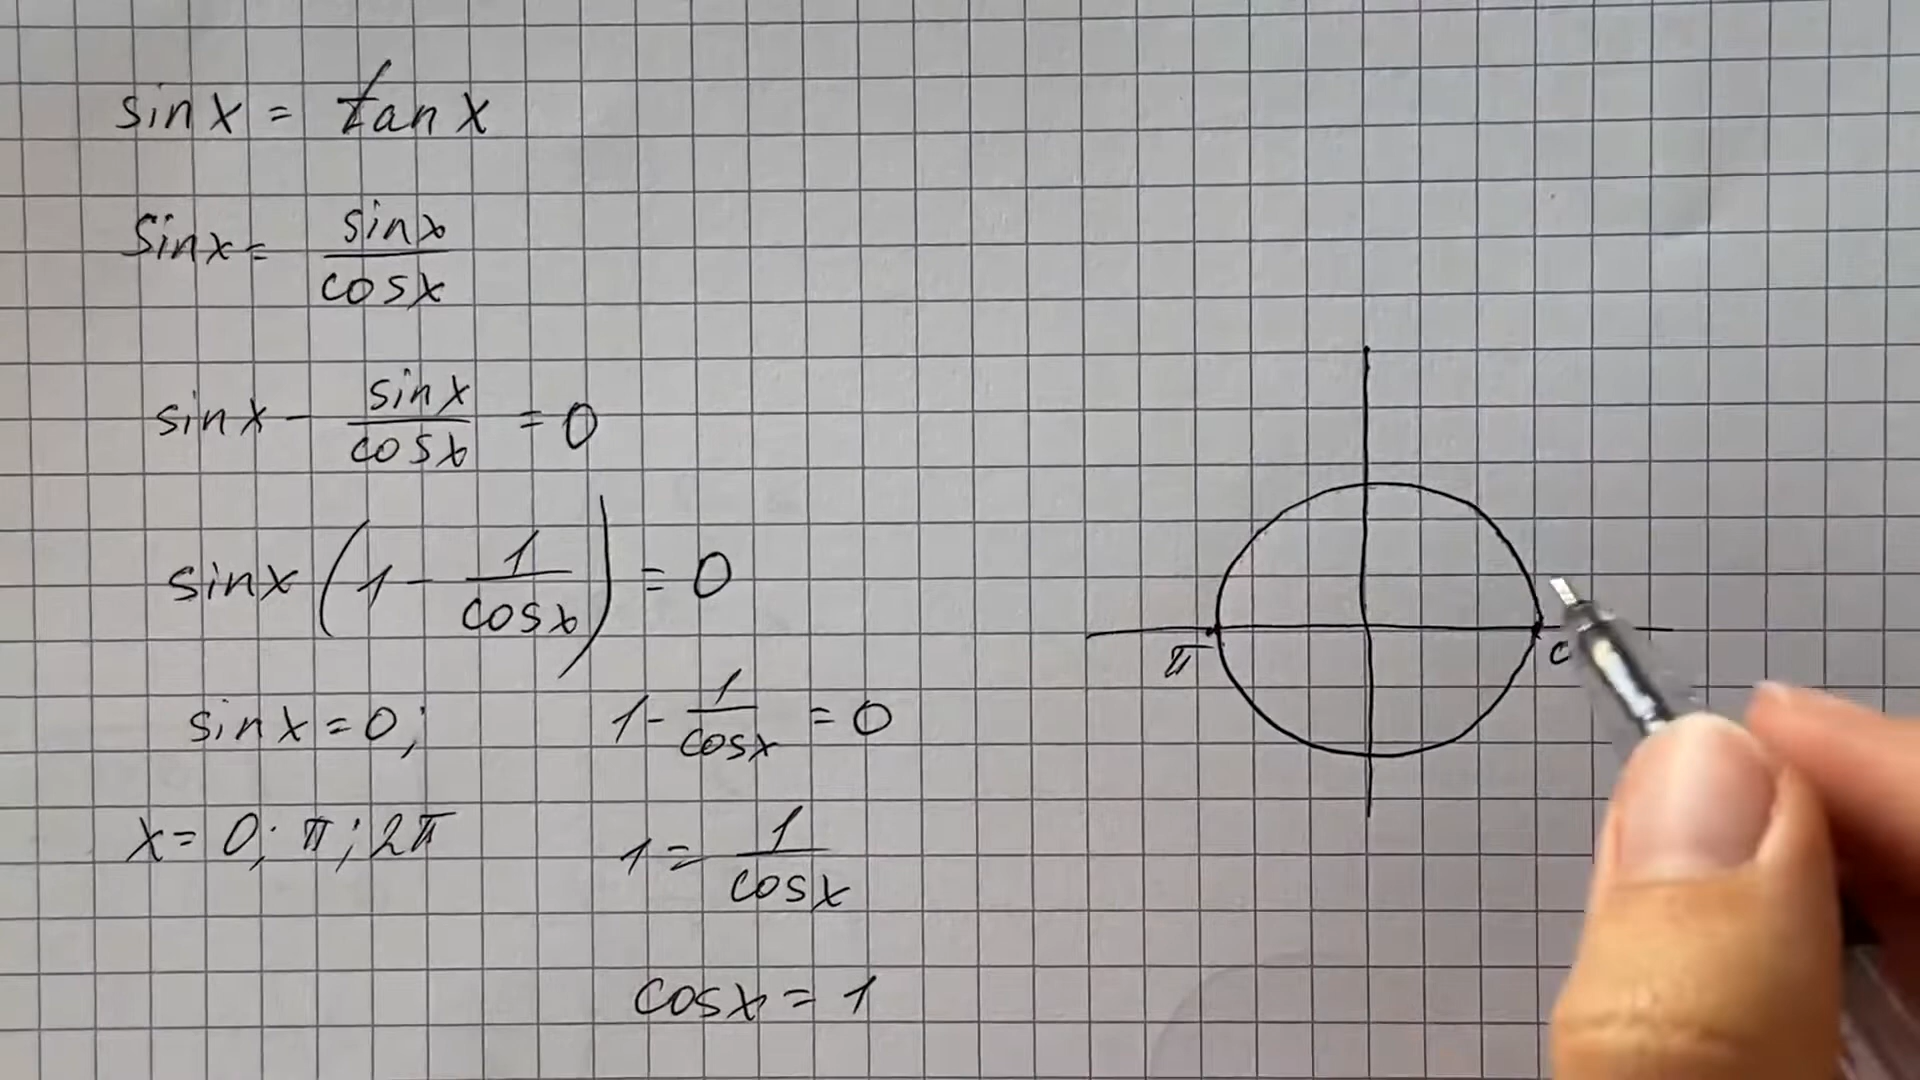 sin x = tan x
sin x = sin x / cos x
sin x - sin x / cos x = 0
sin x (1 - 1 / cos x) = 0
sin x = 0; 1 - 1 / cos x = 0
x = 0; π; 2π 1 = 1 / cos x
cos x = 1
π